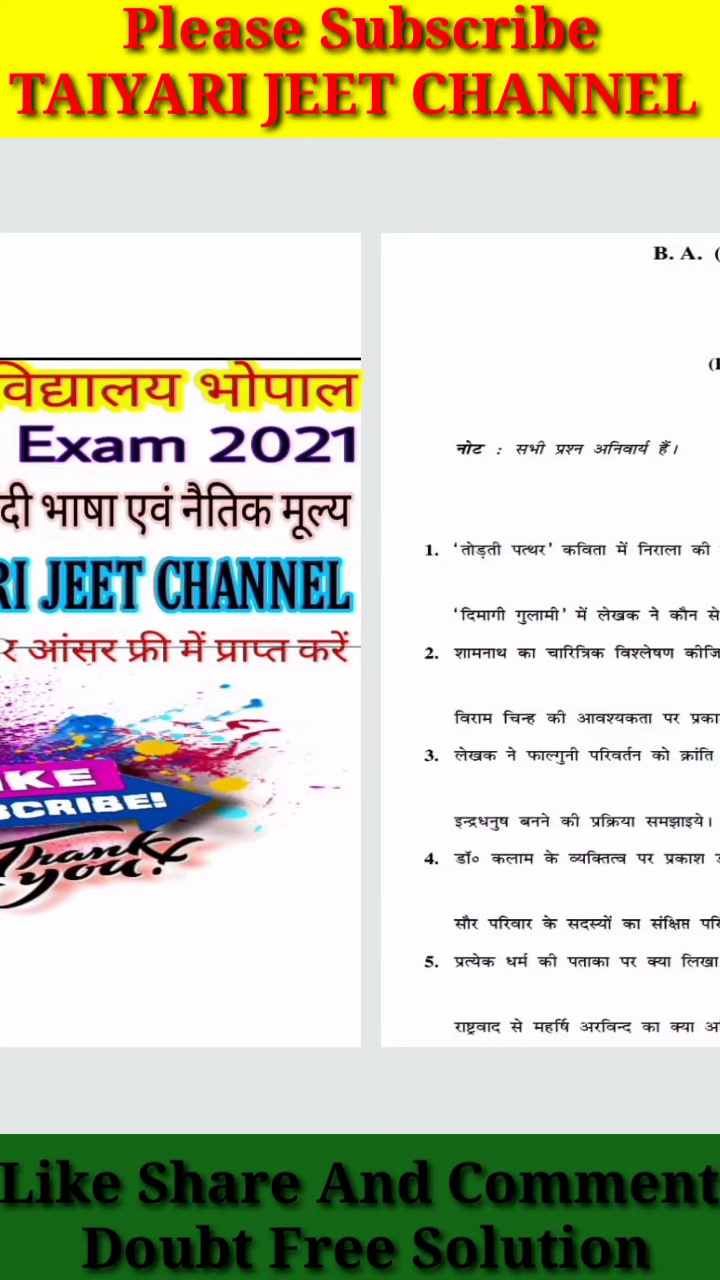 Please Subscribe
TAIYARI JEET CHANNEL
विद्यालय भोपाल
Exam 2021
दी भाषा एवं नैतिक मूल्य
RI JEET CHANNEL
र आंसर फ्री में प्राप्त करें
IKE
BSCRIBE!
Thank
you!
B. A. (
नोट : सभी प्रश्न अनिवार्य हैं।
1. ‘तोड़ती पत्थर’ कविता में निराला की
‘दिमागी गुलामी’ में लेखक ने कौन से
2. शामनाथ का चारित्रिक विश्लेषण कीजि
विराम चिन्ह की आवश्यकता पर प्रका
3. लेखक ने फाल्गुनी परिवर्तन को क्रांति
इन्द्रधनुष बनने की प्रक्रिया समझाइये।
4. डॉ० कलाम के व्यक्तित्व पर प्रकाश
सौर परिवार के सदस्यों का संक्षिप्त परि
5. प्रत्येक धर्म की पताका पर क्या लिखा
राष्ट्रवाद से महर्षि अरविन्द का क्या अ
Like Share And Comment
Doubt Free Solution